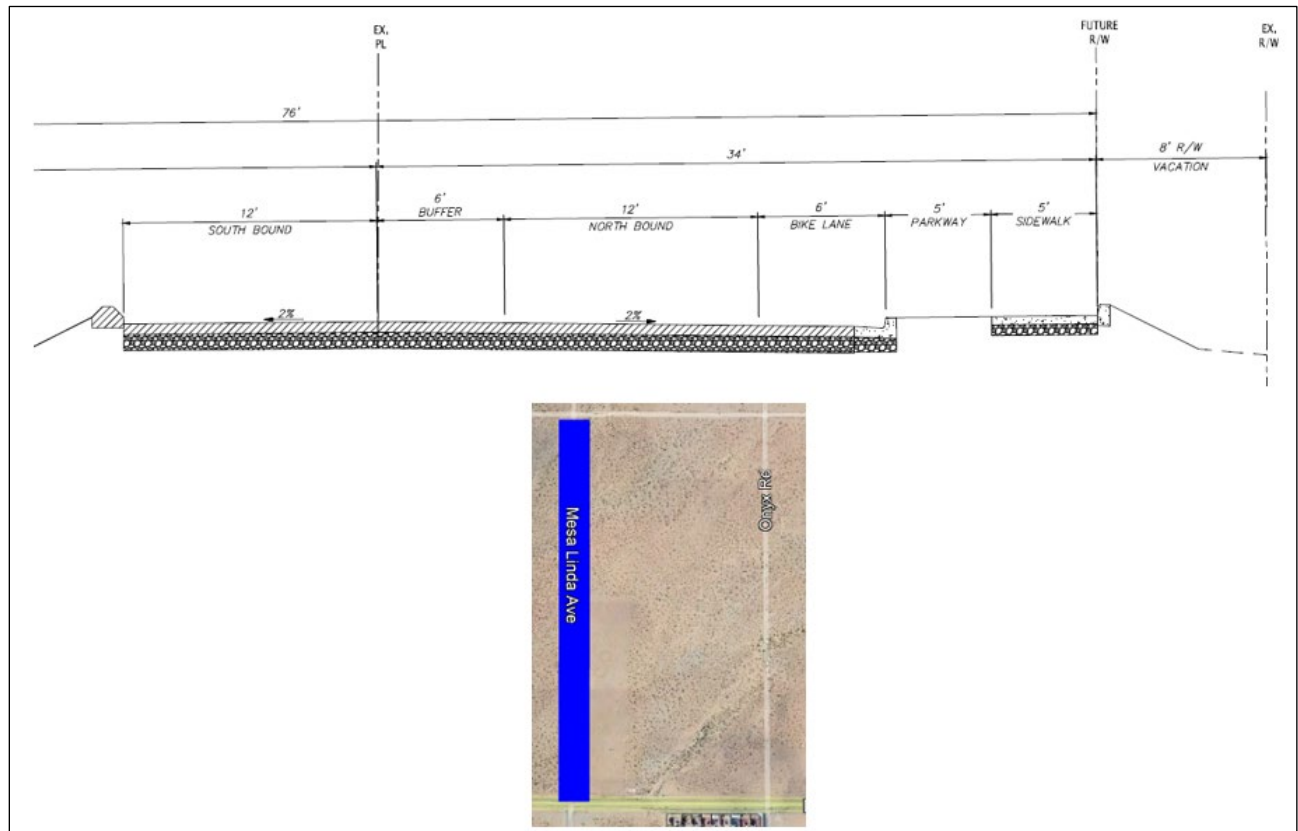 EX.
PL
FUTURE
R/W
EX.
R/W
76'
34'
8' R/W
VACATION
12'
SOUTH BOUND
6'
BUFFER
12'
NORTH BOUND
6'
BIKE LANE
5'
PARKWAY
5'
SIDEWALK
2%
2%
Mesa Linda Ave
Onyx Rd